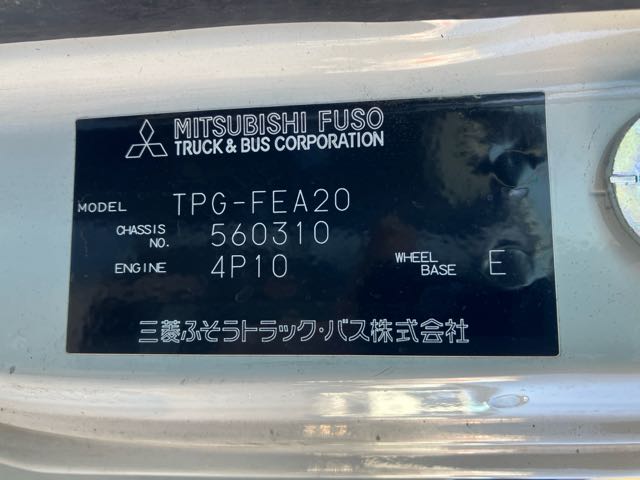 MITSUBISHI FUSO
TRUCK & BUS CORPORATION
MODEL TPG-FEA20
CHASSIS NO. 560310
ENGINE 4P10 WHEEL BASE E
三菱ふそうトラック・バス株式会社